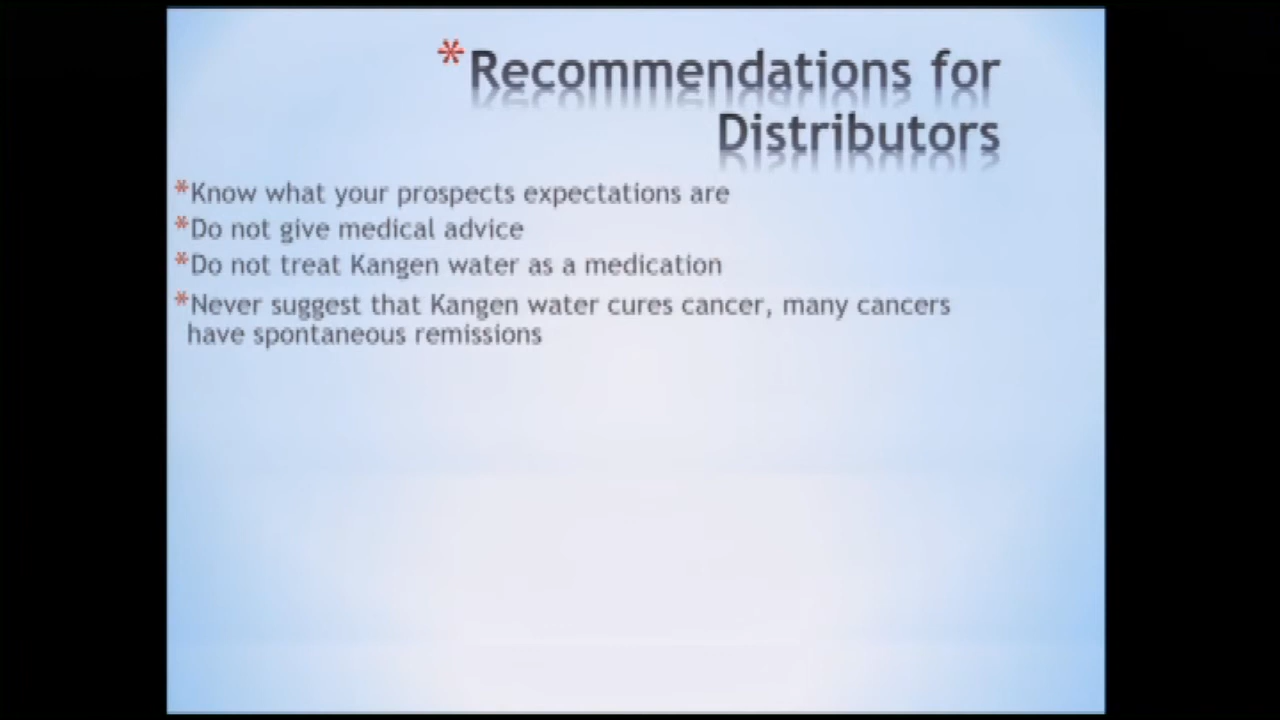 *Recommendations for
Distributors
*Know what your prospects expectations are
*Do not give medical advice
*Do not treat Kangen water as a medication
*Never suggest that Kangen water cures cancer, many cancers
have spontaneous remissions